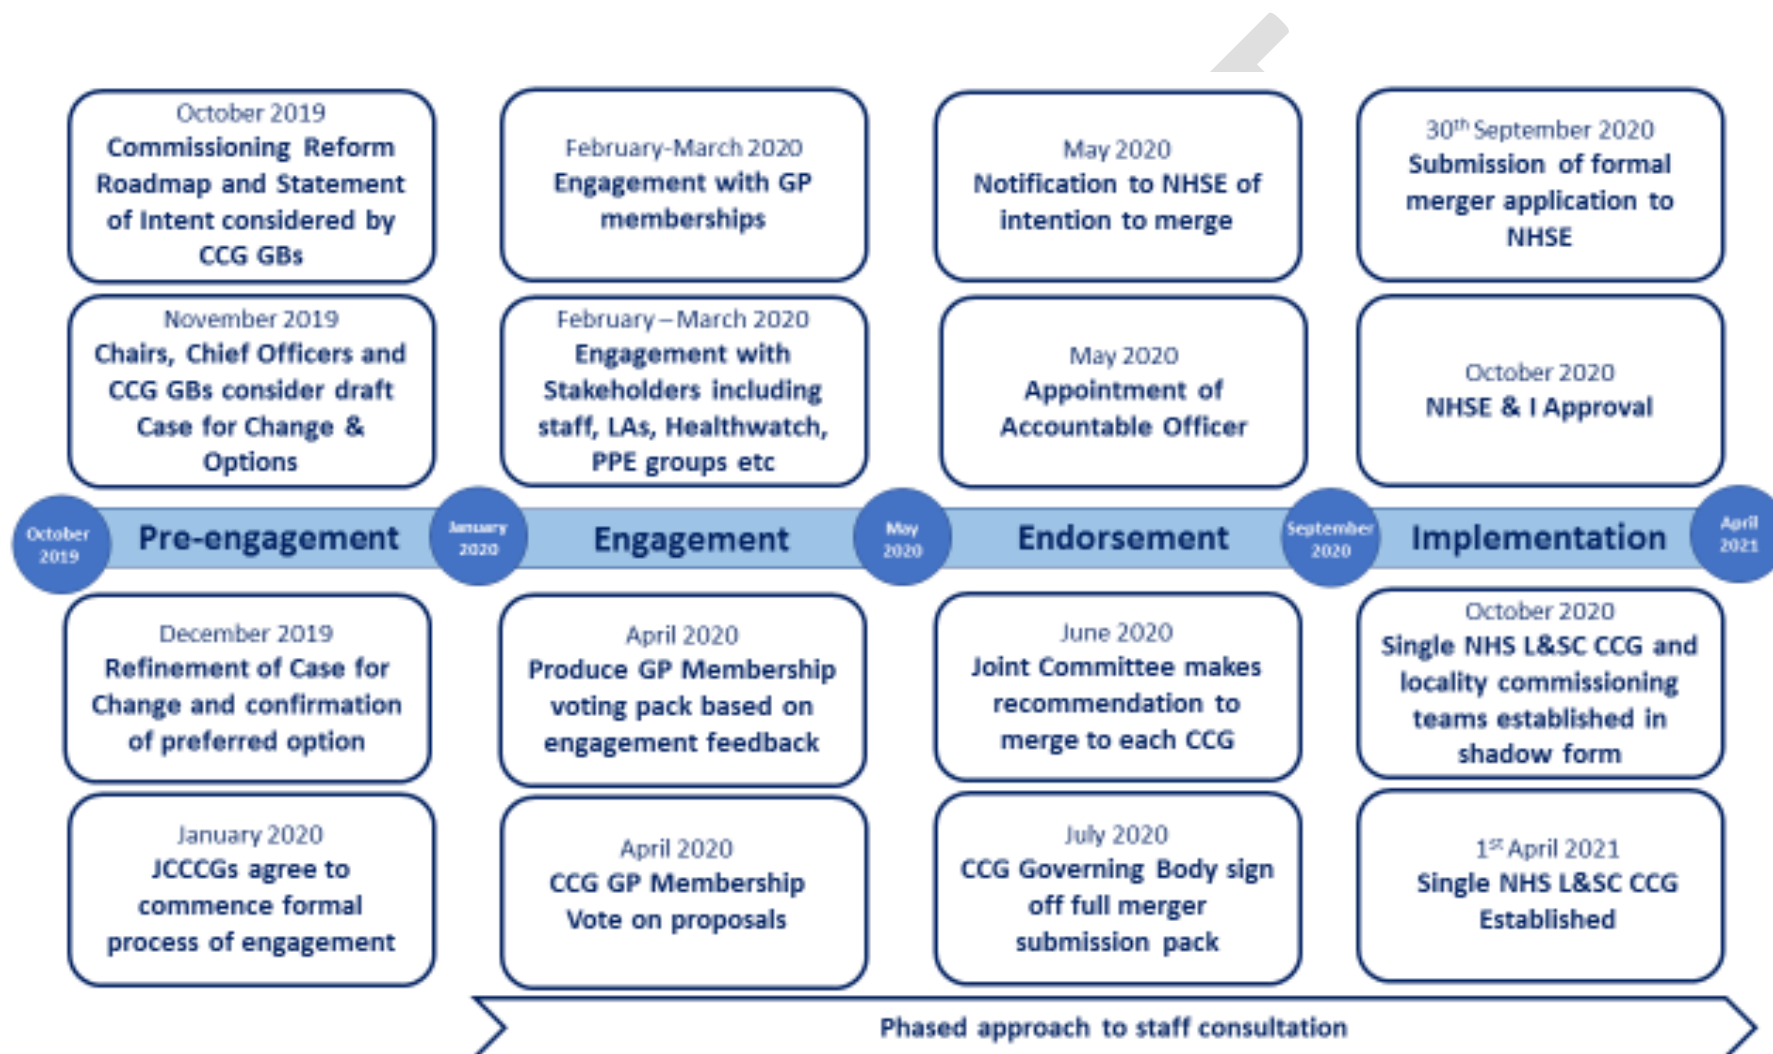 October 2019
Commissioning Reform
Roadmap and Statement
of Intent considered by
CCG GBs
November 2019
Chairs, Chief Officers and
CCG GBs consider draft
Case for Change &
Options
February-March 2020
Engagement with GP
memberships
February – March 2020
Engagement with
Stakeholders including
staff, LAs, Healthwatch,
PPE groups etc
May 2020
Notification to NHSE of
intention to merge
May 2020
Appointment of
Accountable Officer
30th September 2020
Submission of formal
merger application to
NHSE
October 2020
NHSE & I Approval
October
2019
Pre-engagement
January
2020
Engagement
May
2020
Endorsement
September
2020
Implementation
April
2021
December 2019
Refinement of Case for
Change and confirmation
of preferred option
January 2020
JCCCGs agree to
commence formal
process of engagement
April 2020
Produce GP Membership
voting pack based on
engagement feedback
April 2020
CCG GP Membership
Vote on proposals
June 2020
Joint Committee makes
recommendation to
merge to each CCG
July 2020
CCG Governing Body sign
off full merger
submission pack
October 2020
Single NHS L&SC CCG and
locality commissioning
teams established in
shadow form
1st April 2021
Single NHS L&SC CCG
Established
Phased approach to staff consultation